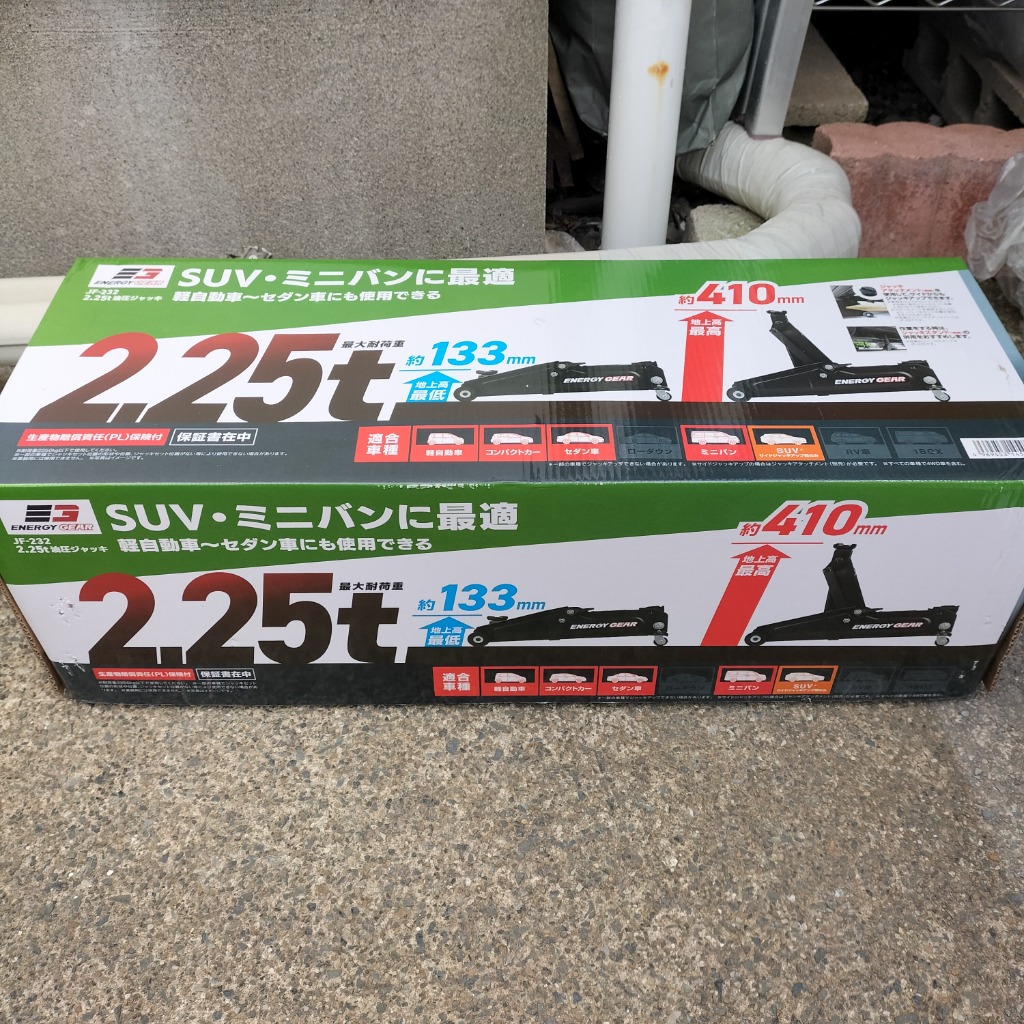 ENERGY GEAR
SUV・ミニバンに最適
JF-232
2.25t 油圧ジャッキ
軽自動車〜セダン車にも使用できる
2.25t
最大耐荷重
約133mm
地上高
最低
ENERGY GEAR
約410mm
地上高
最高
ENERGY GEAR
生産物賠償責任(PL)保険付
保証書在中
適合
車種
軽自動車
コンパクトカー
セダン車
ローダウン
ミニバン
SUV
RV車
1BOX
ENERGY GEAR
SUV・ミニバンに最適
JF-232
2.25t 油圧ジャッキ
軽自動車〜セダン車にも使用できる
2.25t
最大耐荷重
約133mm
地上高
最低
ENERGY GEAR
約410mm
地上高
最高
ENERGY GEAR
生産物賠償責任(PL)保険付
保証書在中
適合
車種
軽自動車
コンパクトカー
セダン車
ミニバン
SUV